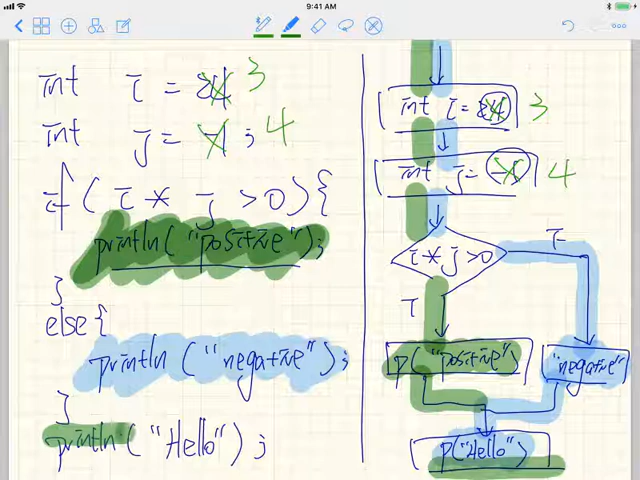 9:41 AM
int i = 3
int j = ; 4
if ( i * j > 0) {
println ("positive");
}
else {
println ("negative");
}
println ("Hello");
int i = 3
int j = 4
i * j > 0
F
T
p("positive")
"negative"
p("Hello")